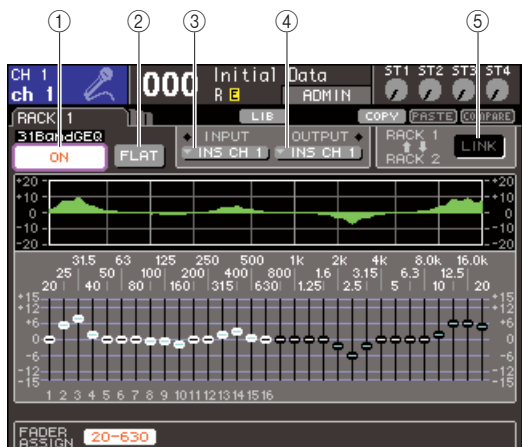 ① ② ③ ④ ⑤
CH 1
ch 1
000
Initial Data
R E
ADMIN
ST1 ST2 ST3 ST4
RACK 1
LIB
COPY PASTE COMPARE
31BandGEQ
ON
FLAT
INPUT
INS CH 1
OUTPUT
INS CH 1
RACK 1
RACK 2
LINK
+20 +20
+10 +10
0 0
-10 -10
-20 -20
31.5 63 125 250 500 1k 2k 4k 8.0k 16.0k
25 50 100 200 400 800 1.6 3.15 6.3 12.5
20 40 80 160 315 630 1.25 2.5 5 10 20
+15 +15
+12 +12
+6 +6
0 0
-6 -6
-12 -12
-15 -15
1 2 3 4 5 6 7 8 9 10 11 12 13 14 15 16
FADER
ASSIGN
20-630